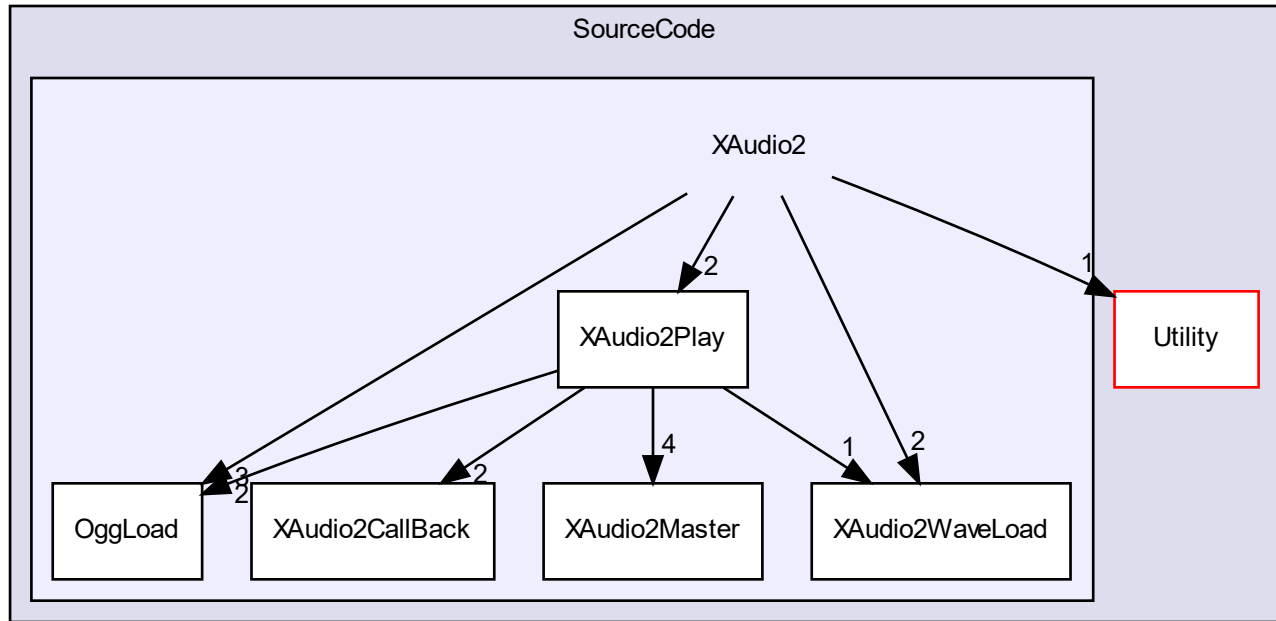 SourceCode
XAudio2
1
2
XAudio2Play
Utility
4
1
2
3
2
2
OggLoad
XAudio2CallBack
XAudio2Master
XAudio2WaveLoad